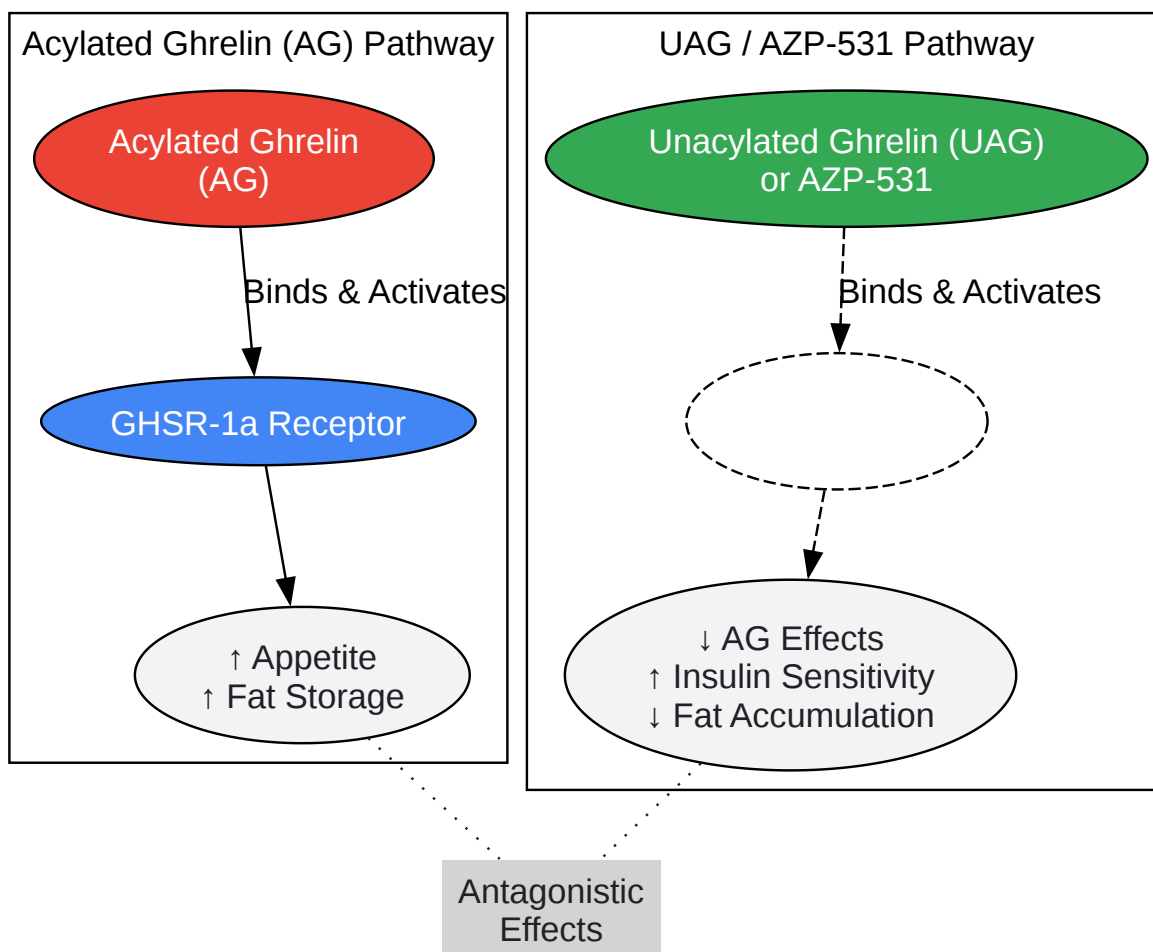 Acylated Ghrelin (AG) Pathway
Acylated Ghrelin
(AG)
Binds & Activates
GHSR-1a Receptor
↑ Appetite
↑ Fat Storage
UAG / AZP-531 Pathway
Unacylated Ghrelin (UAG)
or AZP-531
Binds & Activates
↓ AG Effects
↑ Insulin Sensitivity
↓ Fat Accumulation
Antagonistic
Effects